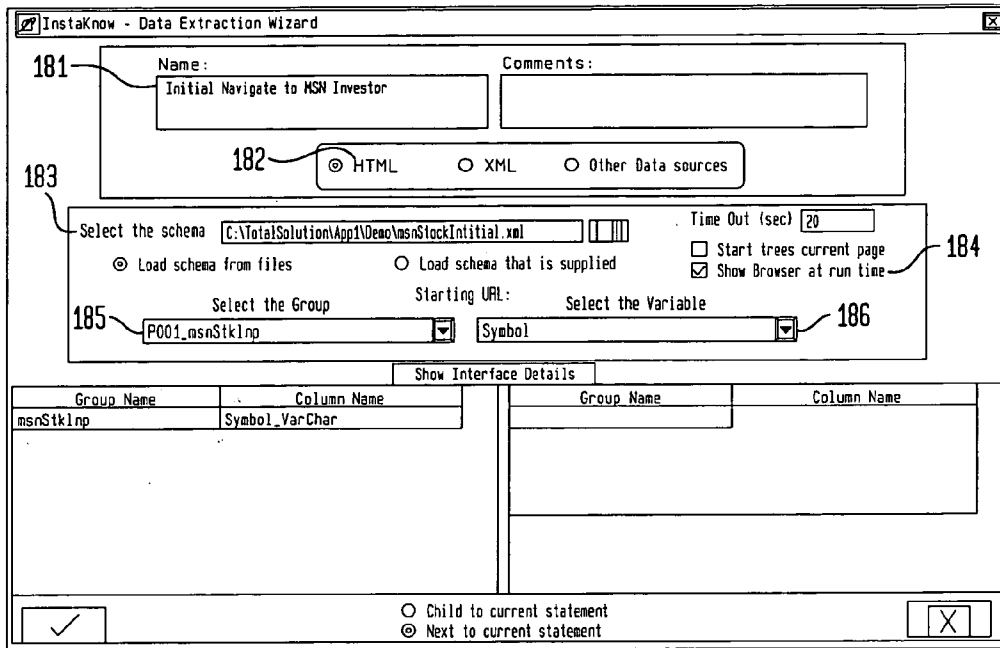 InstaKnow - Data Extraction Wizard
181
Name:
Comments:
Initial Navigate to MSN Investor
182
HTML
XML
Other Data sources
183
Select the schema
C:\TotalSolution\App1\Demo\msnStockIntitial.xml
Time Out (sec)
20
Load schema from files
Load schema that is supplied
Start trees current page
Show Browser at run time
184
Starting URL:
Select the Group
Select the Variable
185
P001_msnStkInp
Symbol
186
Show Interface Details
Group Name
Column Name
Group Name
Column Name
msnStkInp
Symbol_VarChar
Child to current statement
Next to current statement